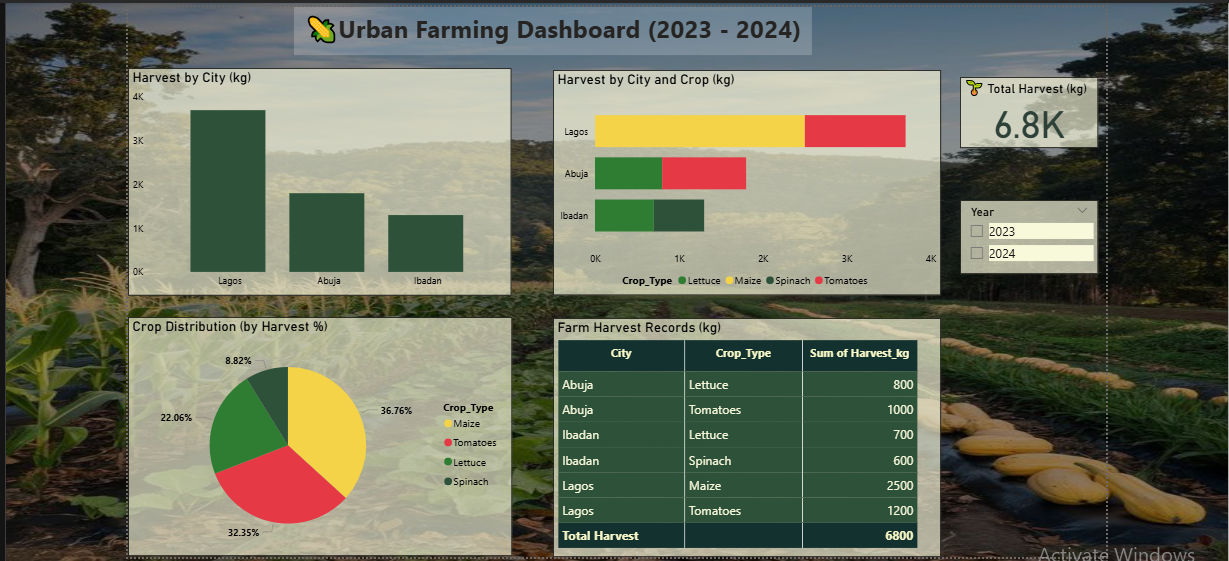 Urban Farming Dashboard (2023 - 2024)
Harvest by City (kg)
4K
3K
2K
1K
0K
Lagos Abuja Ibadan
Harvest by City and Crop (kg)
Lagos
Abuja
Ibadan
0K 1K 2K 3K 4K
Crop_Type Lettuce Maize Spinach Tomatoes
Total Harvest (kg)
6.8K
Year
2023
2024
Crop Distribution (by Harvest %)
8.82%
22.06%
36.76%
32.35%
Crop_Type
Maize
Tomatoes
Lettuce
Spinach
Farm Harvest Records (kg)
City Crop_Type Sum of Harvest_kg
Abuja Lettuce 800
Abuja Tomatoes 1000
Ibadan Lettuce 700
Ibadan Spinach 600
Lagos Maize 2500
Lagos Tomatoes 1200
Total Harvest 6800
Activate Windows